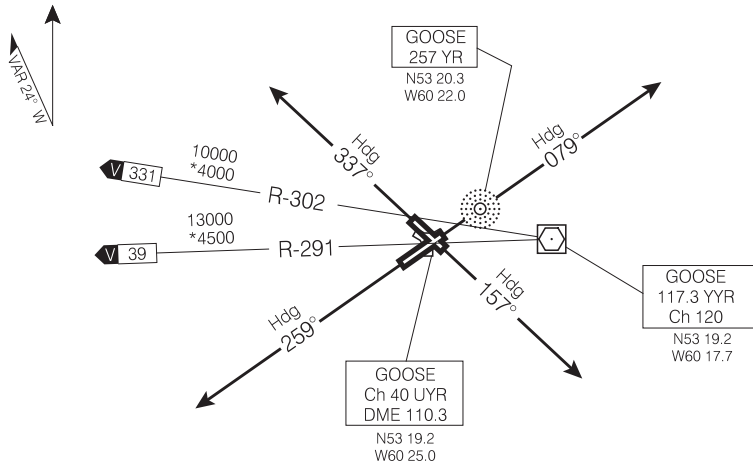 VAR 24° W
GOOSE
257 YR
N53 20.3
W60 22.0
Hdg
337°
Hdg
079°
10000
*4000
V 331
R-302
13000
*4500
V 39
R-291
Hdg
259°
Hdg
157°
GOOSE
117.3 YYR
Ch 120
N53 19.2
W60 17.7
GOOSE
Ch 40 UYR
DME 110.3
N53 19.2
W60 25.0